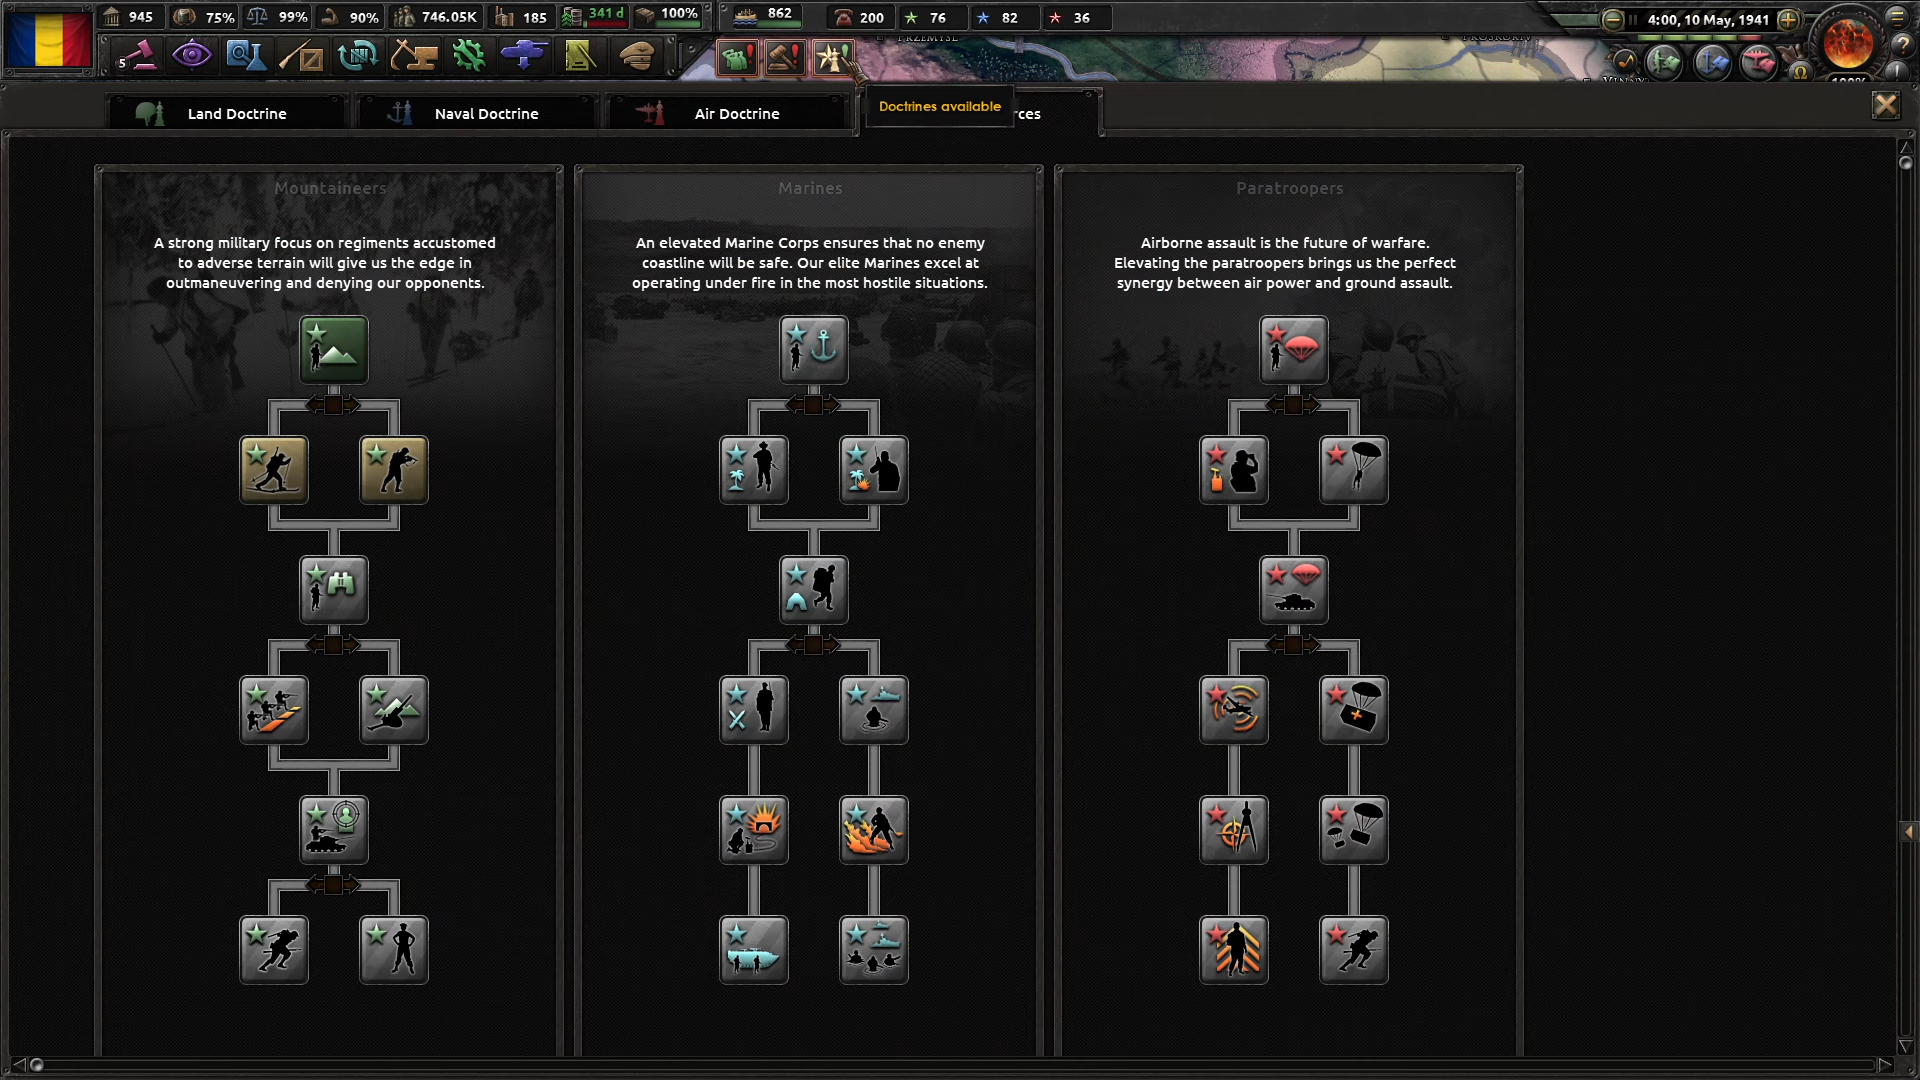 945
75%
99%
90%
746.05K
185
341 d
100%
862
200
76
82
36
4:00, 10 May, 1941
PRZEMYSL
5
Land Doctrine
Naval Doctrine
Air Doctrine
Doctrines available
rces
Mountaineers
A strong military focus on regiments accustomed
to adverse terrain will give us the edge in
outmaneuvering and denying our opponents.
Marines
An elevated Marine Corps ensures that no enemy
coastline will be safe. Our elite Marines excel at
operating under fire in the most hostile situations.
Paratroopers
Airborne assault is the future of warfare.
Elevating the paratroopers brings us the perfect
synergy between air power and ground assault.